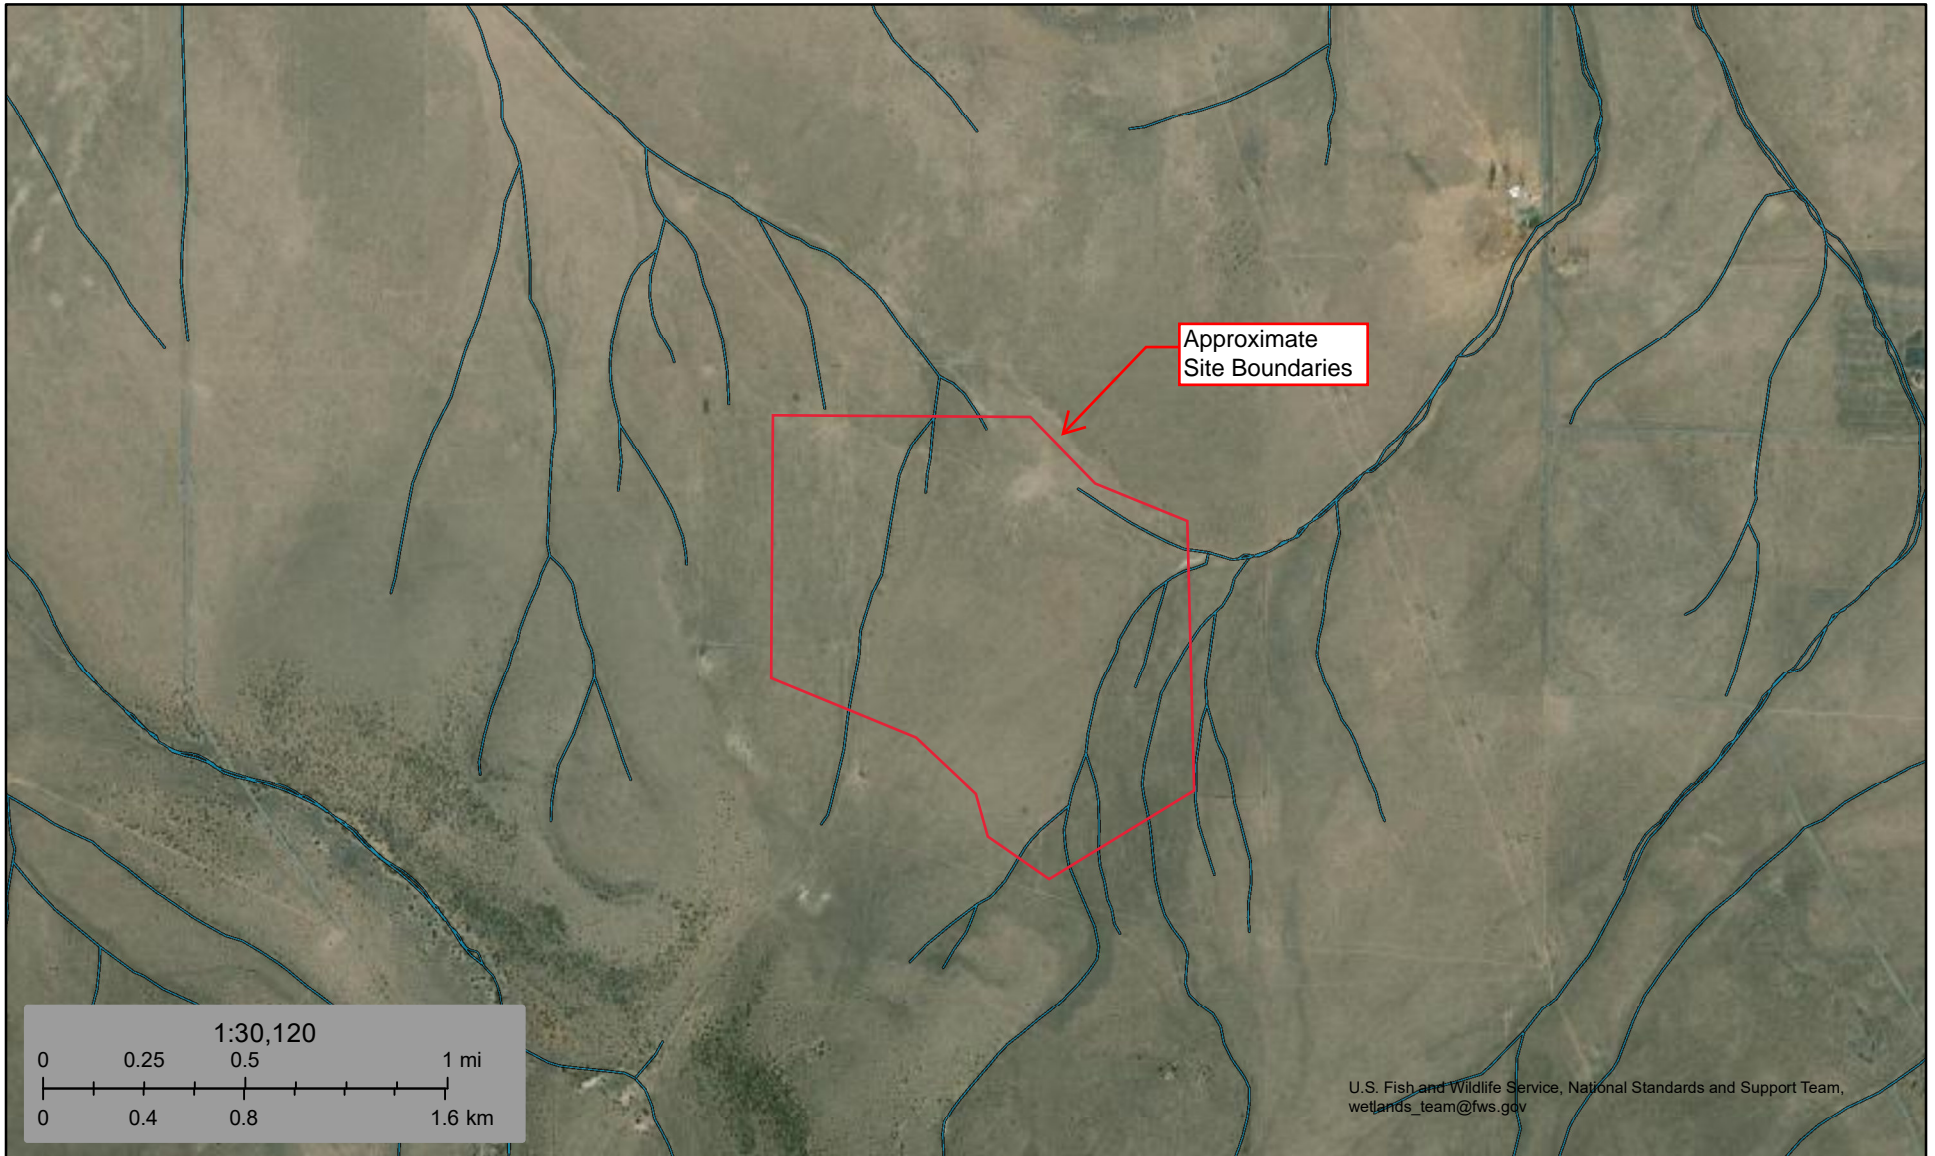 Approximate
Site Boundaries
1:30,120
0 0.25 0.5 1 mi
0 0.4 0.8 1.6 km
U.S. Fish and Wildlife Service, National Standards and Support Team,
wetlands_team@fws.gov